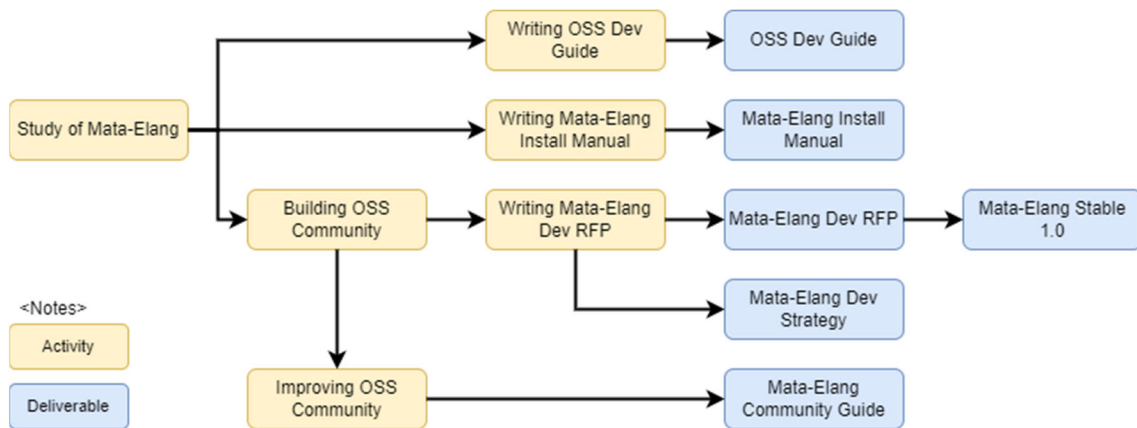 Writing OSS Dev
Guide
OSS Dev Guide
Study of Mata-Elang
Writing Mata-Elang
Install Manual
Mata-Elang Install
Manual
Building OSS
Community
Writing Mata-Elang
Dev RFP
Mata-Elang Dev RFP
Mata-Elang Stable
1.0
Mata-Elang Dev
Strategy
<Notes>
Activity
Deliverable
Improving OSS
Community
Mata-Elang
Community Guide